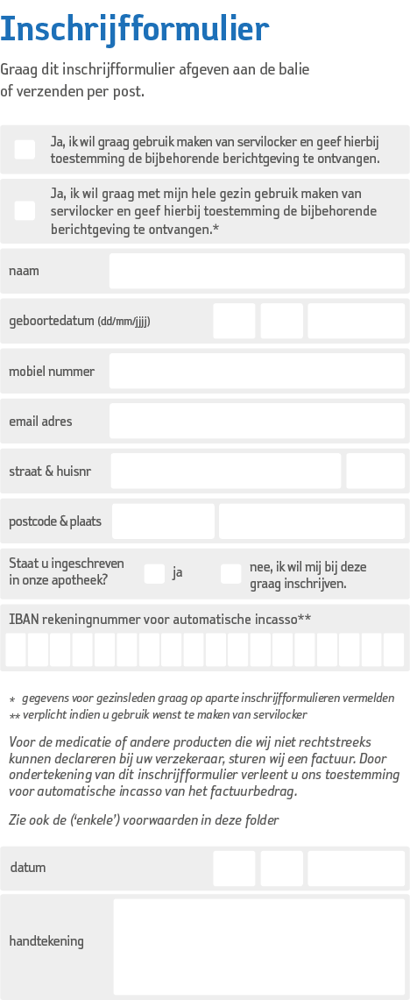 Inschrijfformulier
Graag dit inschrijfformulier afgeven aan de balie
of verzenden per post.
Ja, ik wil graag gebruik maken van servilocker en geef hierbij
toestemming de bijbehorende berichtgeving te ontvangen.
Ja, ik wil graag met mijn hele gezin gebruik maken van
servilocker en geef hierbij toestemming de bijbehorende
berichtgeving te ontvangen.*
naam
geboortedatum (dd/mm/jjjj)
mobiel nummer
email adres
straat & huisnr
postcode & plaats
Staat u ingeschreven
in onze apotheek?
ja
nee, ik wil mij bij deze
graag inschrijven.
IBAN rekeningnummer voor automatische incasso**
* gegevens voor gezinsleden graag op aparte inschrijfformulieren vermelden
** verplicht indien u gebruik wenst te maken van servilocker
Voor de medicatie of andere producten die wij niet rechtstreeks
kunnen declareren bij uw verzekeraar, sturen wij een factuur. Door
ondertekening van dit inschrijfformulier verleent u ons toestemming
voor automatische incasso van het factuurbedrag.
Zie ook de (‘enkele’) voorwaarden in deze folder
datum
handtekening